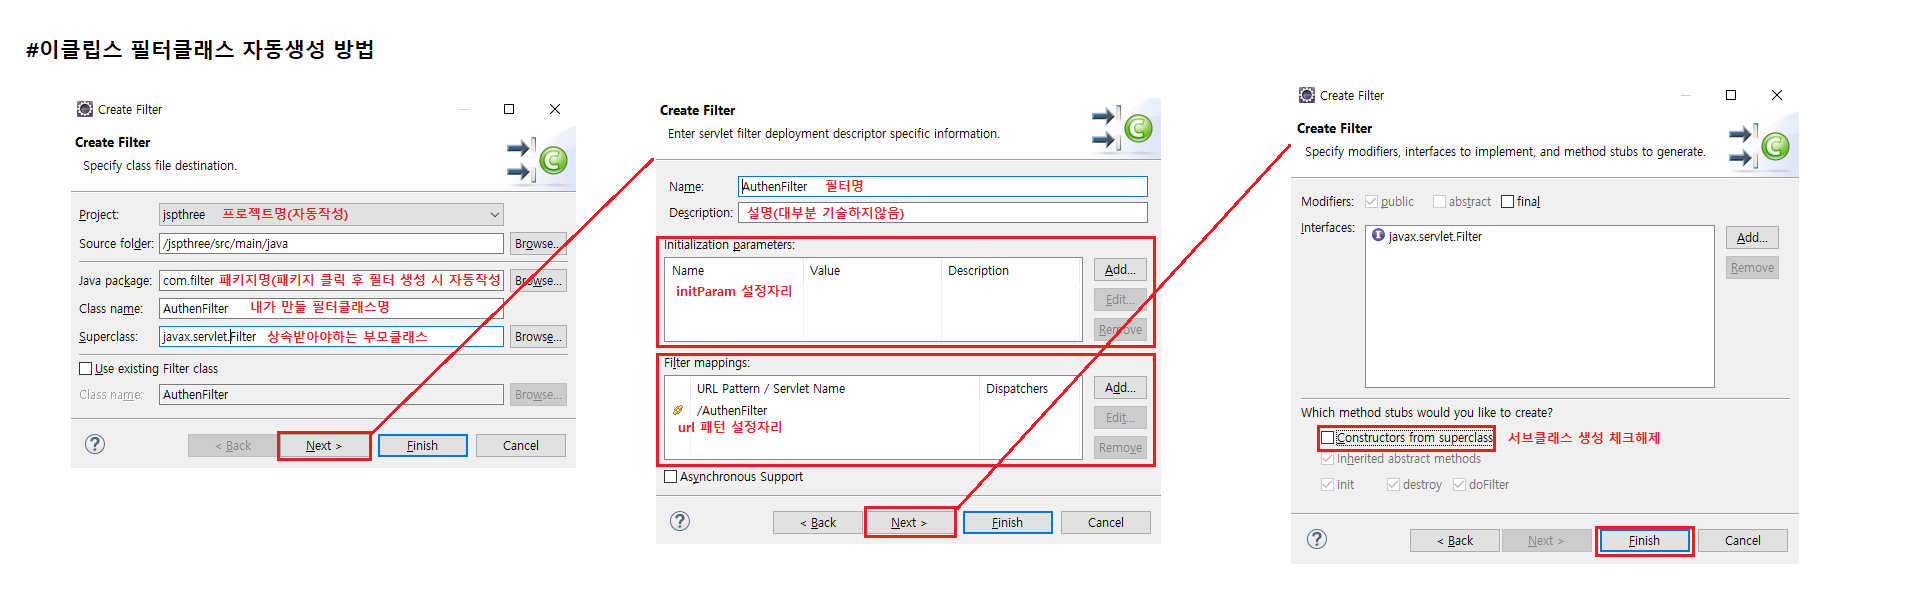 #이클립스 필터클래스 자동생성 방법
Create Filter
Create Filter
Specify class file destination.
Project: jspthree 프로젝트명(자동작성)
Source folder: /jspthree/src/main/java Browse...
Java package: com.filter 패키지명(패키지 클릭 후 필터 생성 시 자동작성 Browse...
Class name: AuthenFilter 내가 만들 필터클래스명
Superclass: javax.servlet.Filter 상속받아야하는 부모클래스 Browse...
Use existing Filter class
Class name: AuthenFilter Browse...
? < Back Next > Finish Cancel
Create Filter
Enter servlet filter deployment descriptor specific information.
C
Name: AuthenFilter 필터명
Description: 설명(대부분 기술하지않음)
Initialization parameters:
Name Value Description Add...
initParam 설정자리 Edit...
Remove
Filter mappings:
URL Pattern / Servlet Name Dispatchers Add...
/AuthenFilter Edit...
url 패턴 설정자리
Remove
Asynchronous Support
? < Back Next > Finish Cancel
Create Filter
Create Filter
Specify modifiers, interfaces to implement, and method stubs to generate.
C
Modifiers: public abstract final
Interfaces: javax.servlet.Filter Add...
Remove
Which method stubs would you like to create?
Constructors from superclass 서브클래스 생성 체크해제
Inherited abstract methods
init destroy doFilter
? < Back Next > Finish Cancel